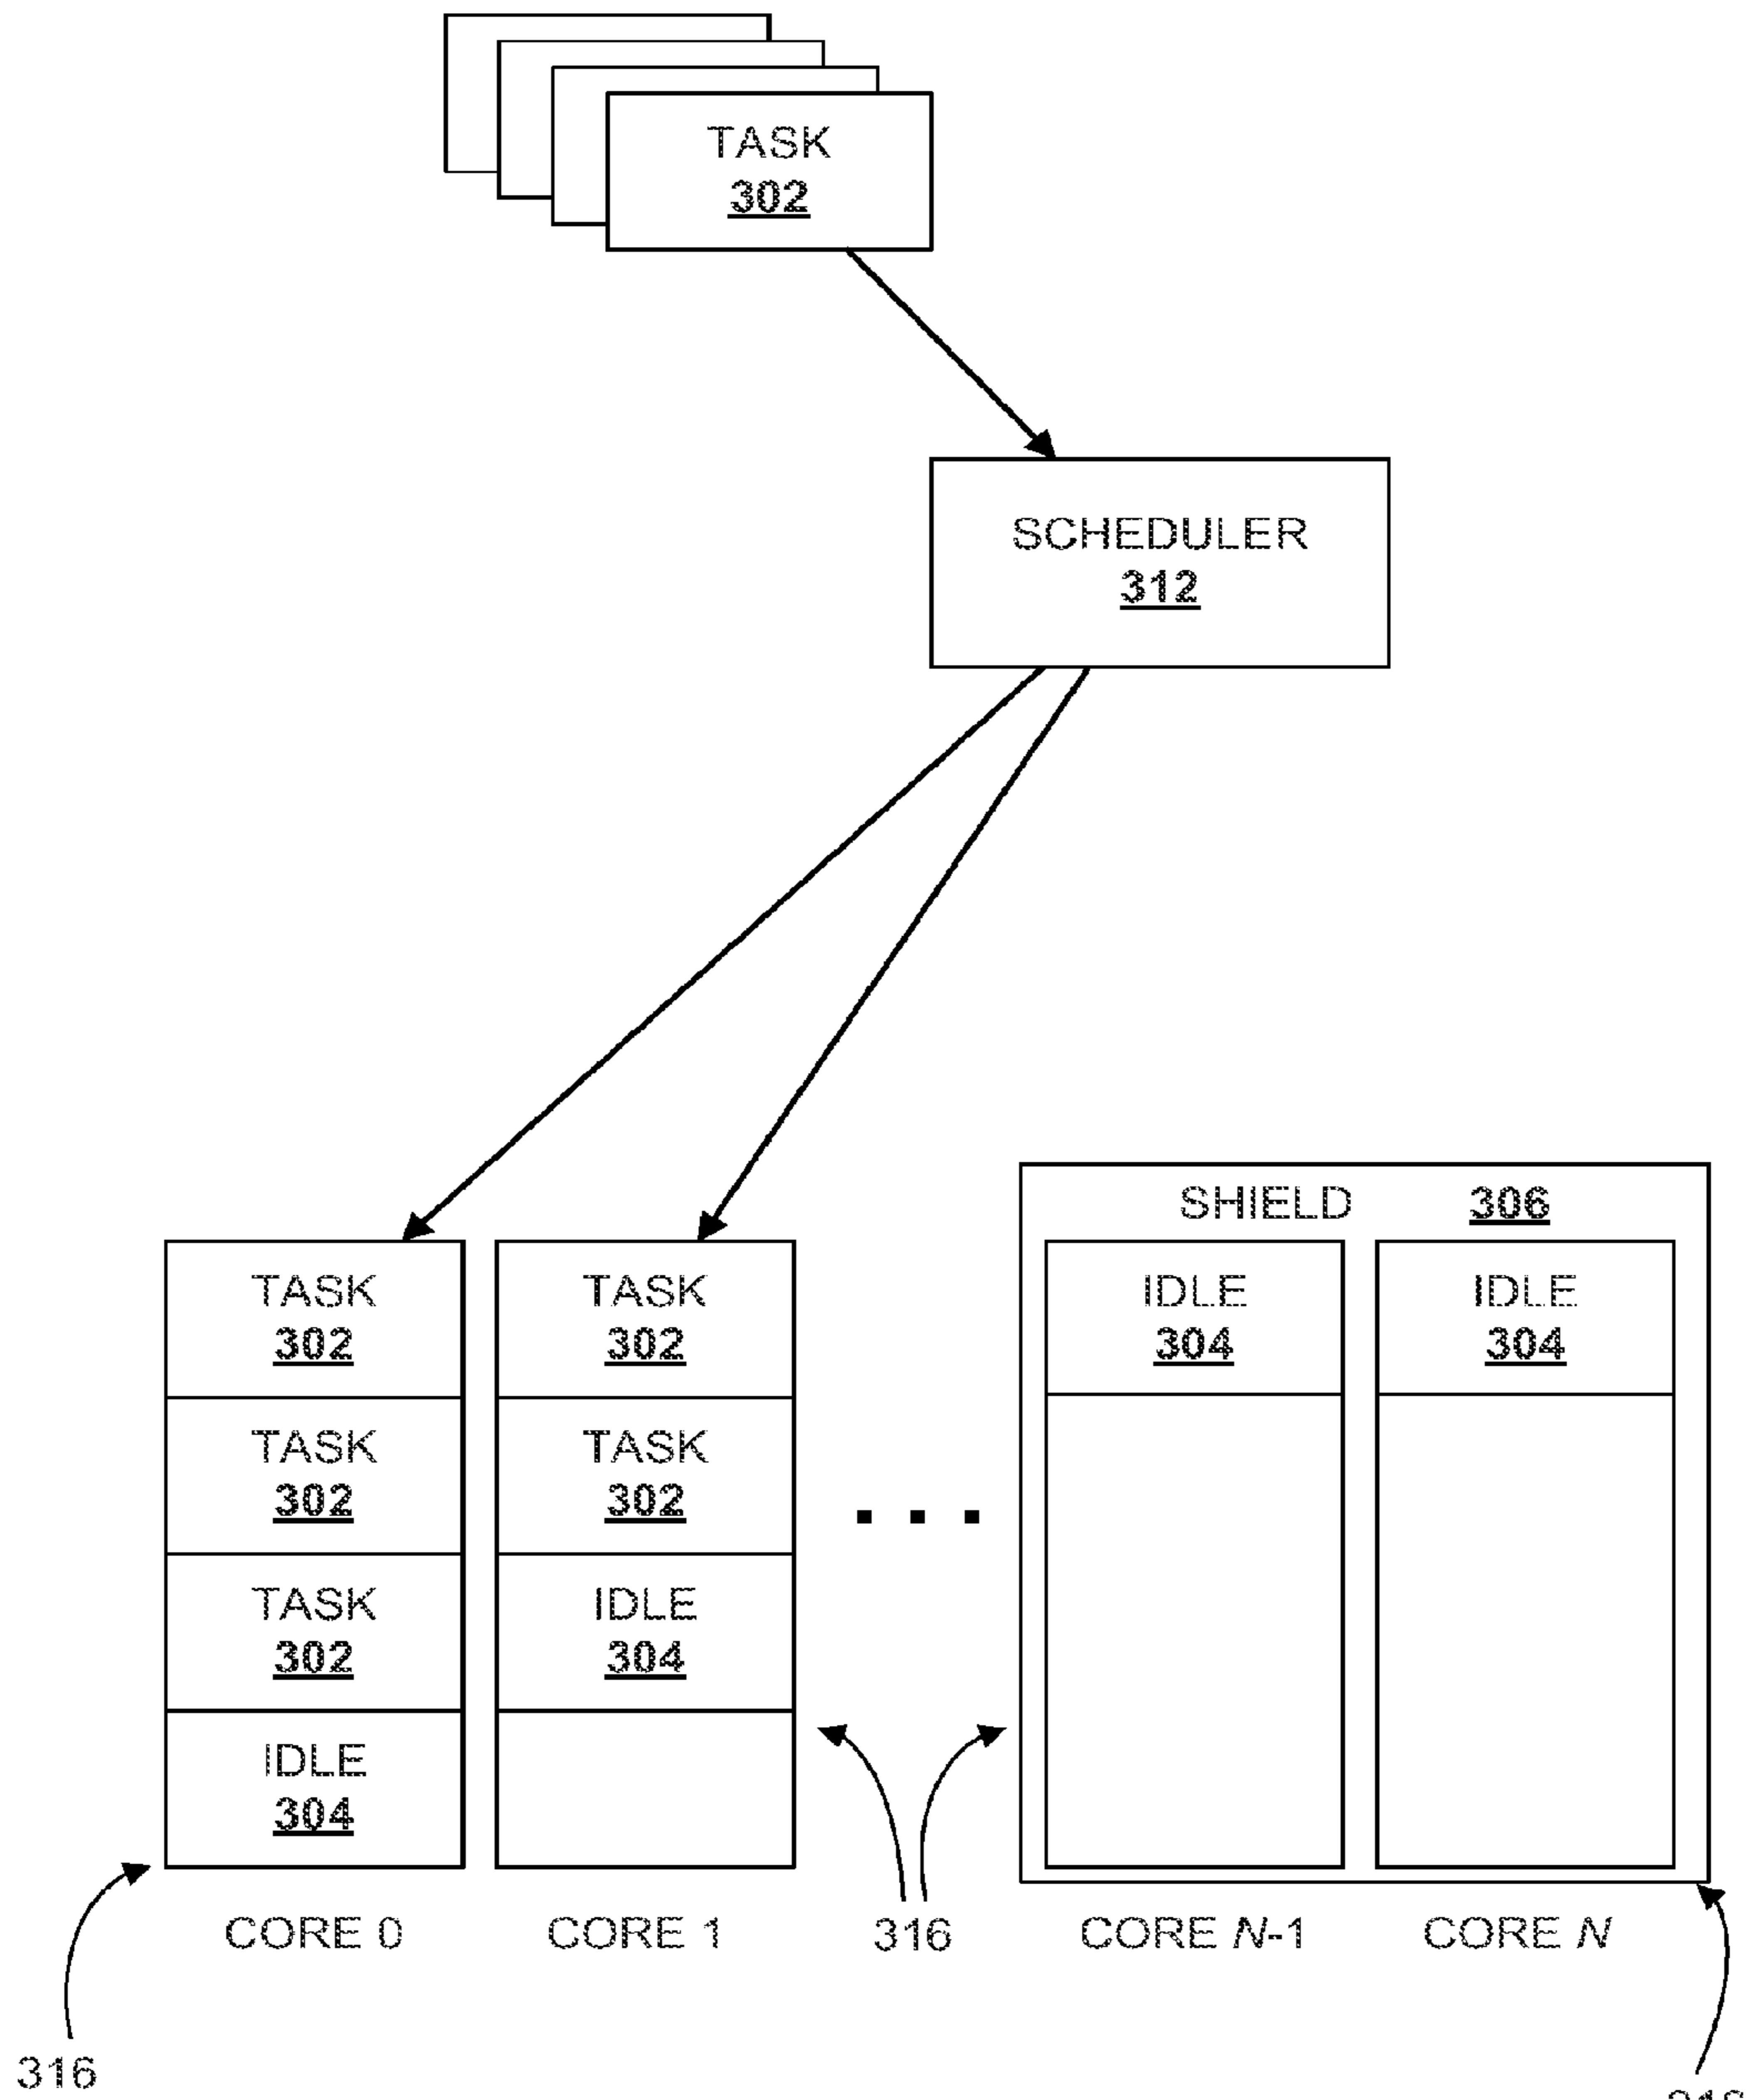 TASK
302
SCHEDULER
312
SHIELD 306
TASK
302
TASK
302
IDLE
304
IDLE
304
TASK
302
TASK
302
TASK
302
IDLE
304
IDLE
304
CORE 0
CORE 1
316
CORE N-1
CORE N
316